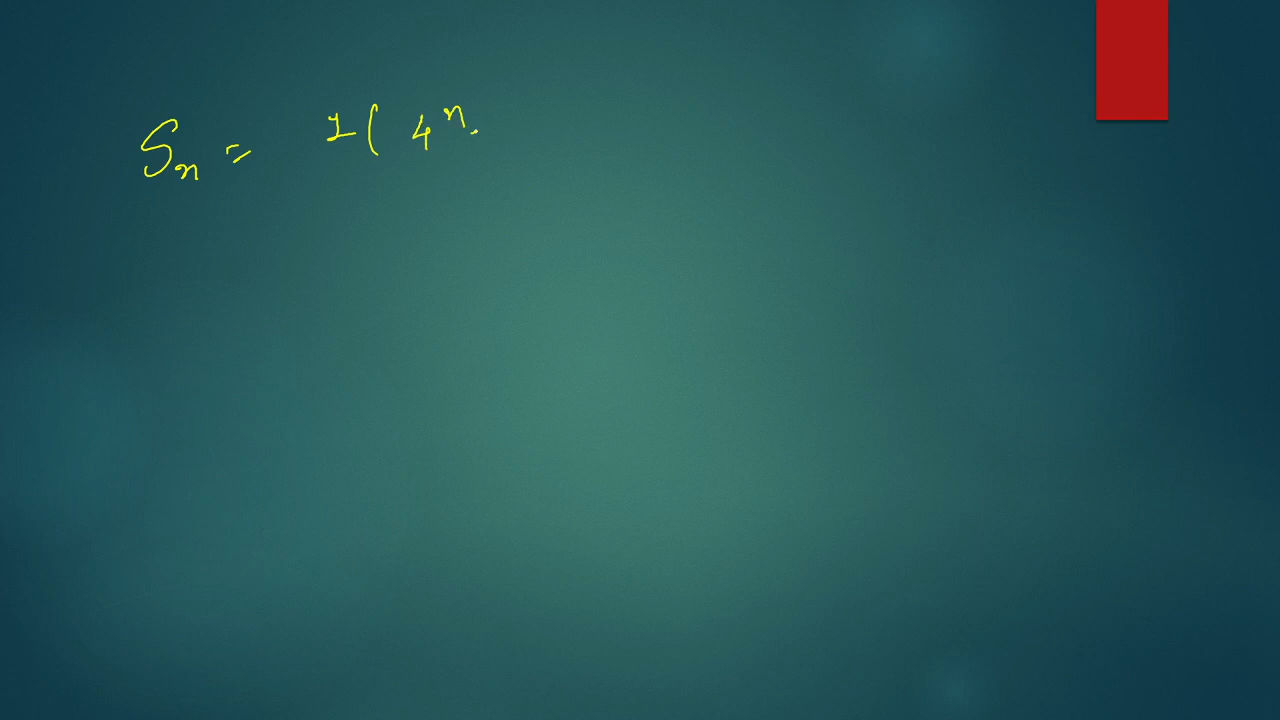 Sn = 1( 4^n.